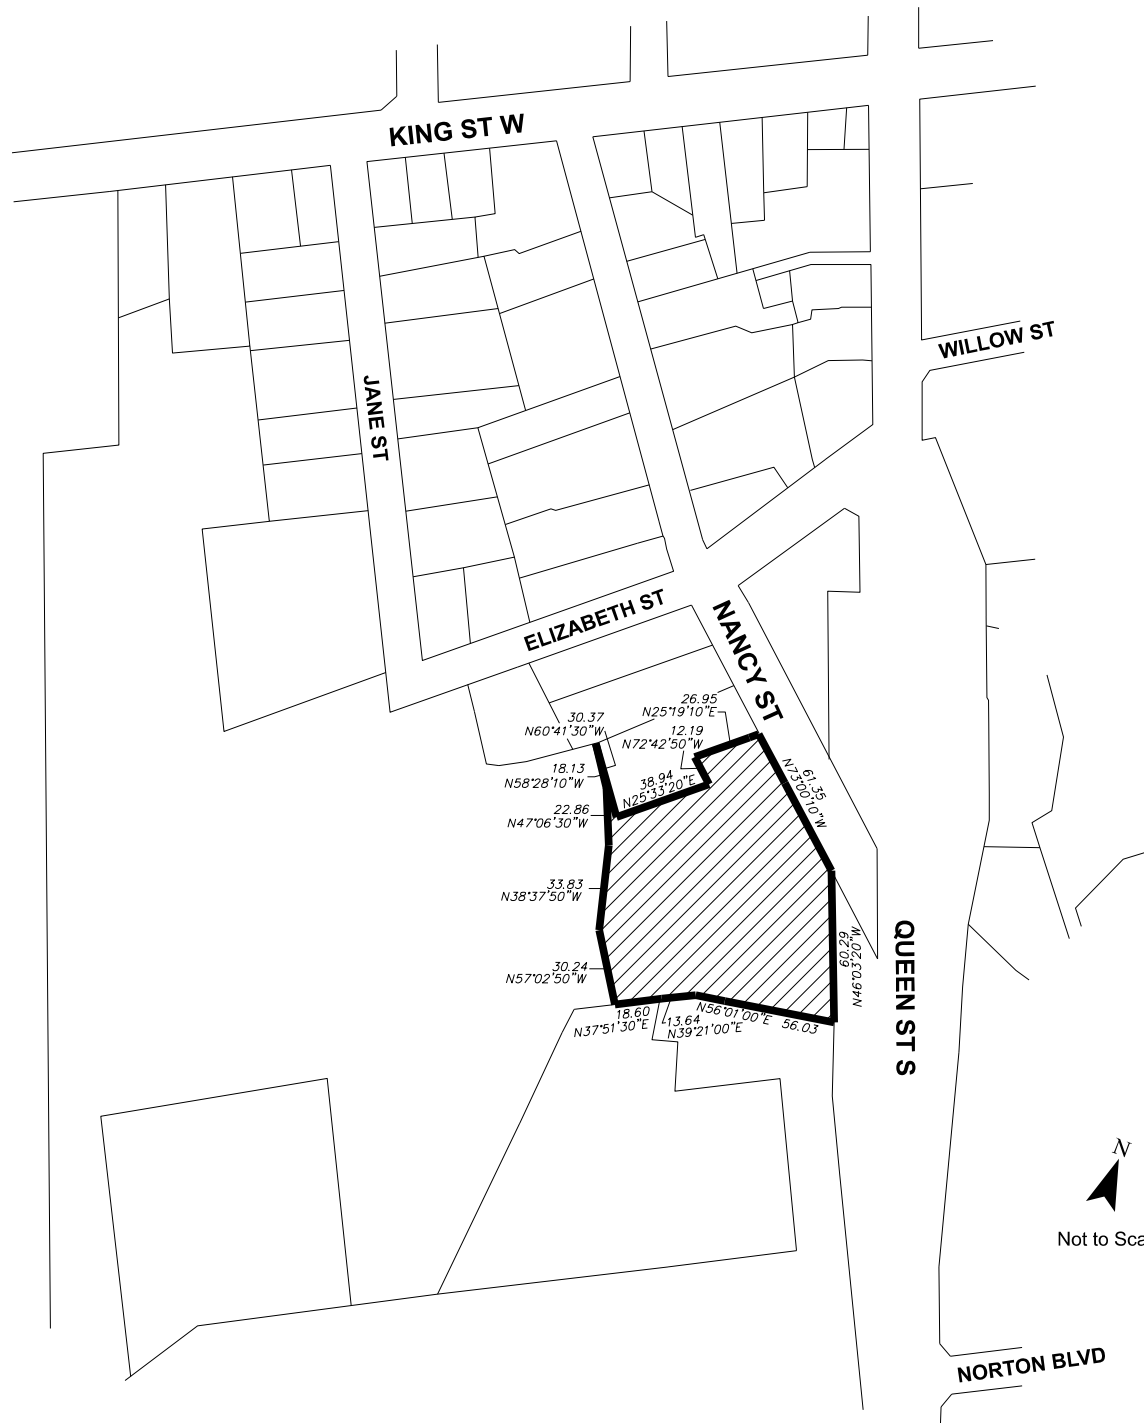 KING ST W
WILLOW ST
JANE ST
ELIZABETH ST
NANCY ST
26.95
N25°19'10"E
30.37
N60°41'30"W
12.19
N72°42'50"W
18.13
N58°28'10"W
38.94
N25°33'20"E
61.35
N73°00'10"W
22.86
N47°06'30"W
33.83
N38°37'50"W
60.29
N46°03'20"W
QUEEN ST S
30.24
N57°02'50"W
18.60
N37°51'30"E
13.64
N39°21'00"E
N56°01'00"E
56.03
N
Not to Sca
NORTON BLVD